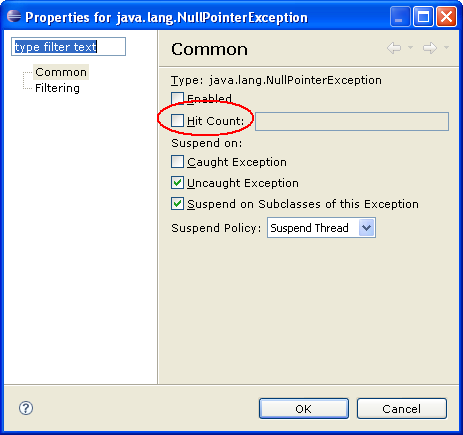 Properties for java.lang.NullPointerException
type filter text
Common
Filtering
Common
Type: java.lang.NullPointerException
Enabled
Hit Count:
Suspend on:
Caught Exception
Uncaught Exception
Suspend on Subclasses of this Exception
Suspend Policy: Suspend Thread
OK Cancel